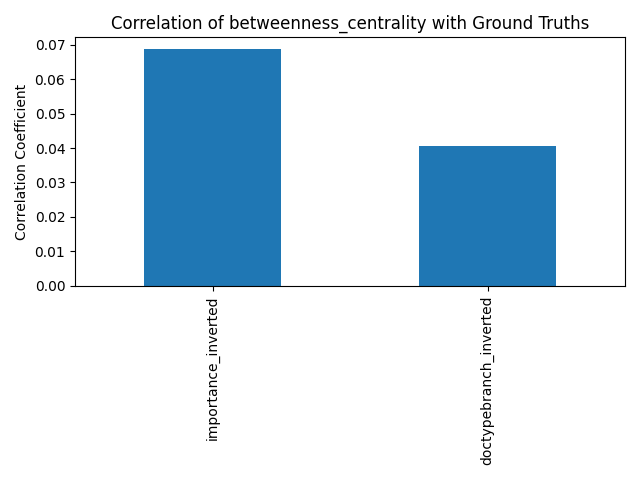 Correlation of betweenness_centrality with Ground Truths
Correlation Coefficient
0.07
0.06
0.05
0.04
0.03
0.02
0.01
0.00
importance_inverted
doctypebranch_inverted